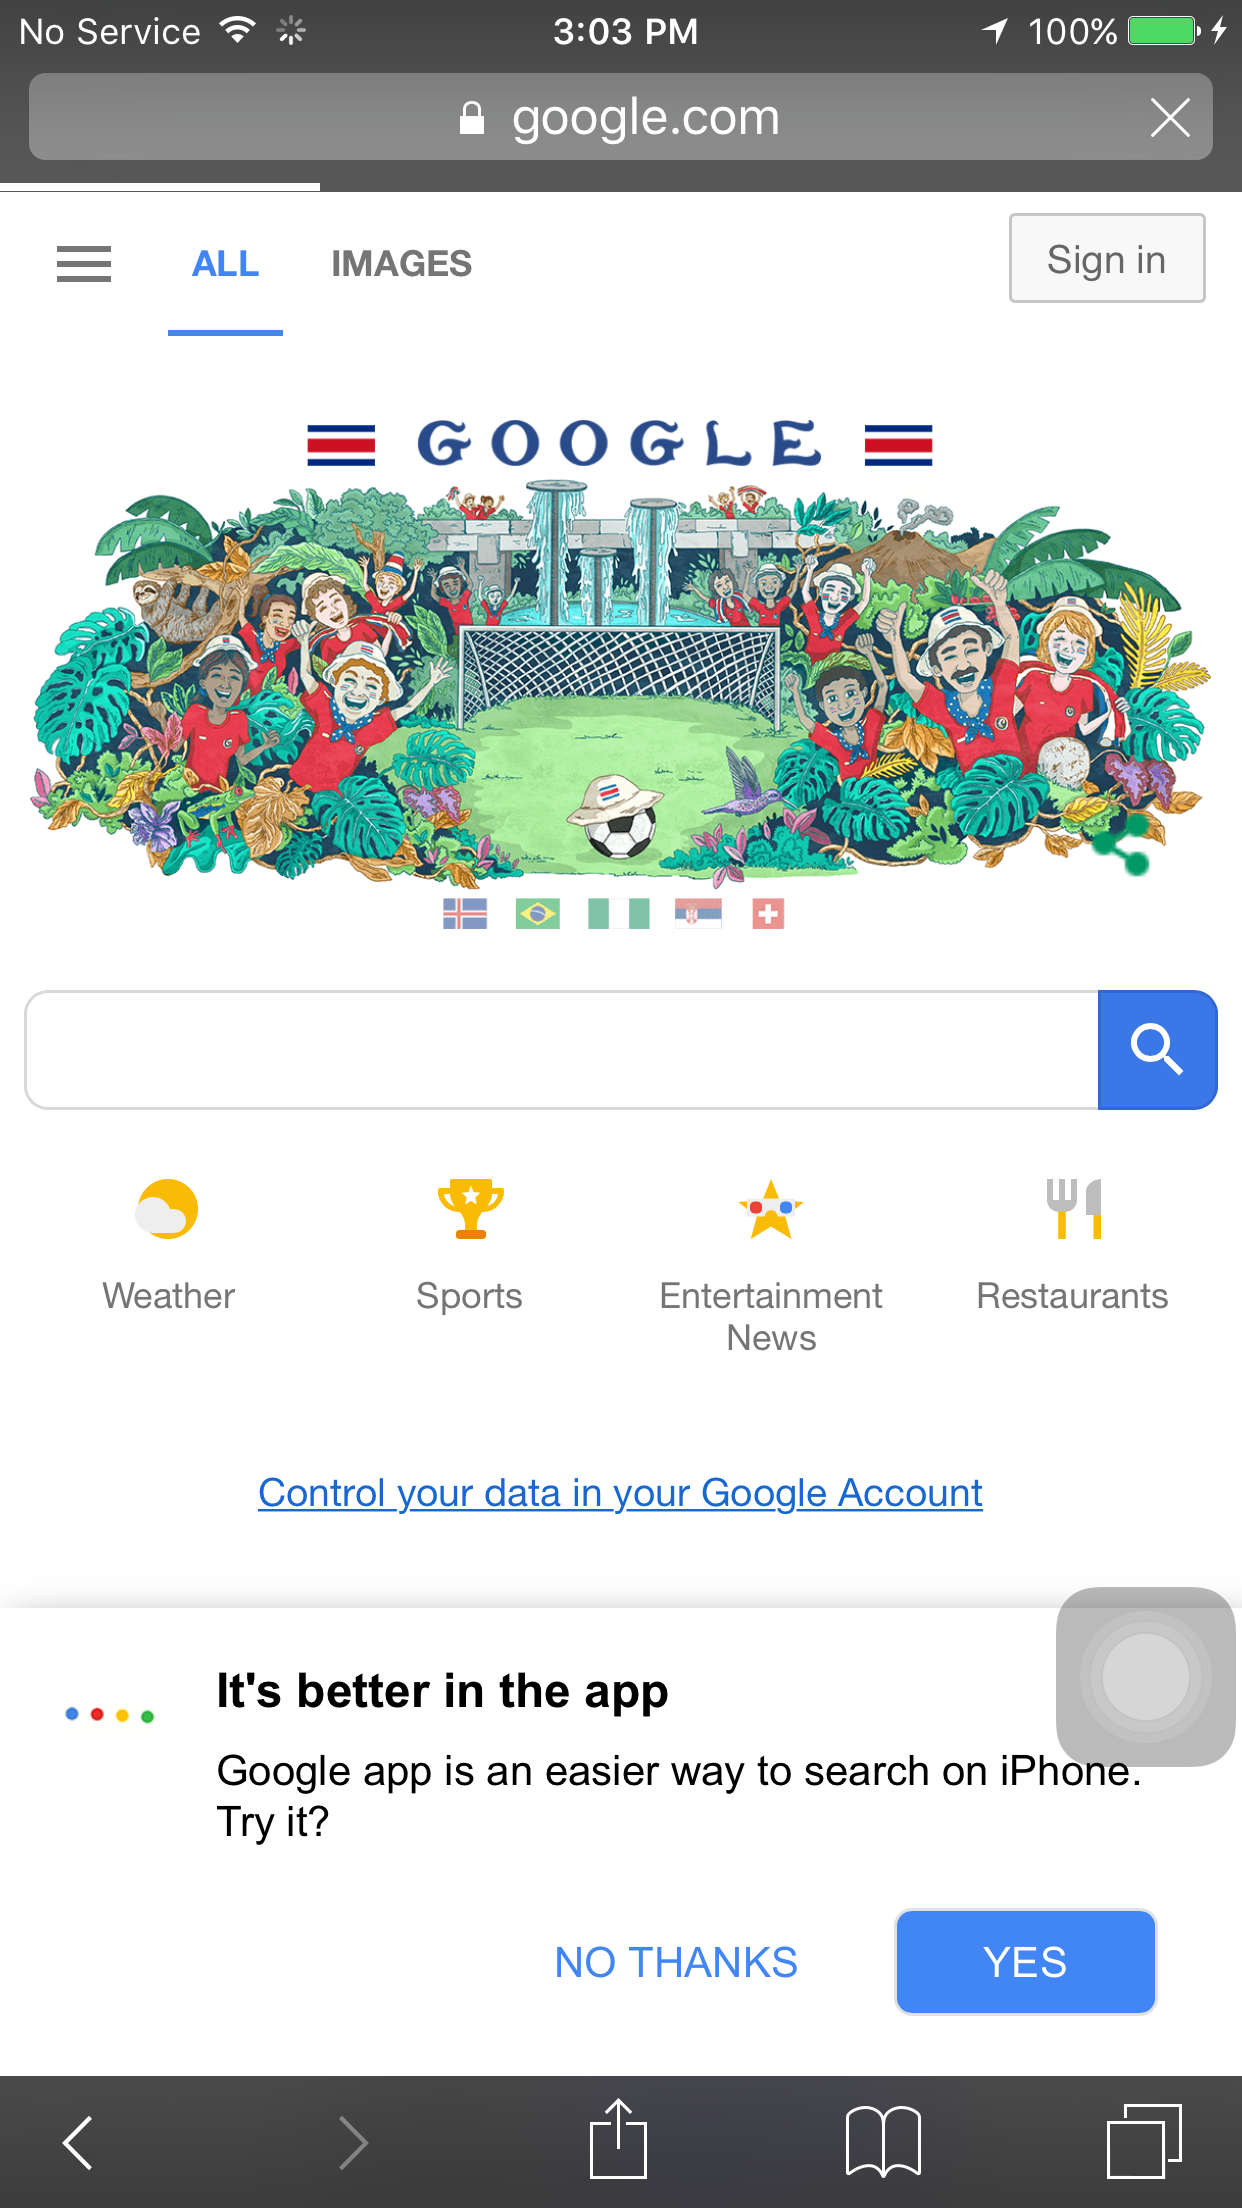 No Service
3:03 PM
100%
google.com
ALL
IMAGES
Sign in
GOOGLE
Weather
Sports
Entertainment
News
Restaurants
Control your data in your Google Account
It's better in the app
Google app is an easier way to search on iPhone.
Try it?
NO THANKS
YES